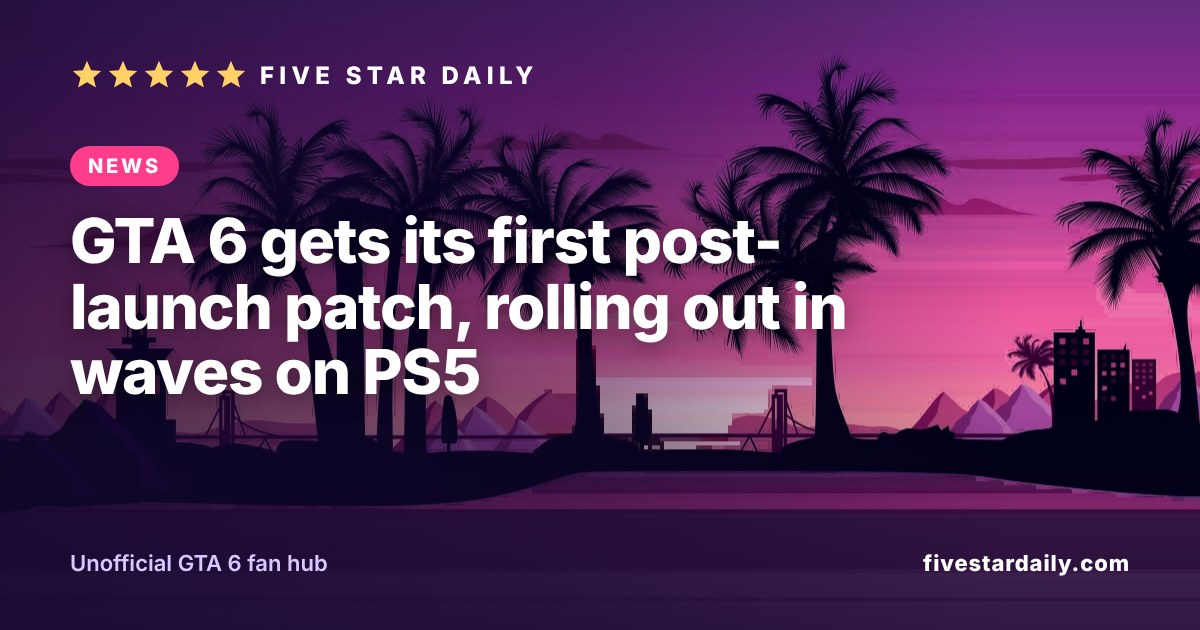 FIVE STAR DAILY
NEWS
GTA 6 gets its first post-
launch patch, rolling out in
waves on PS5
Unofficial GTA 6 fan hub
fivestardaily.com